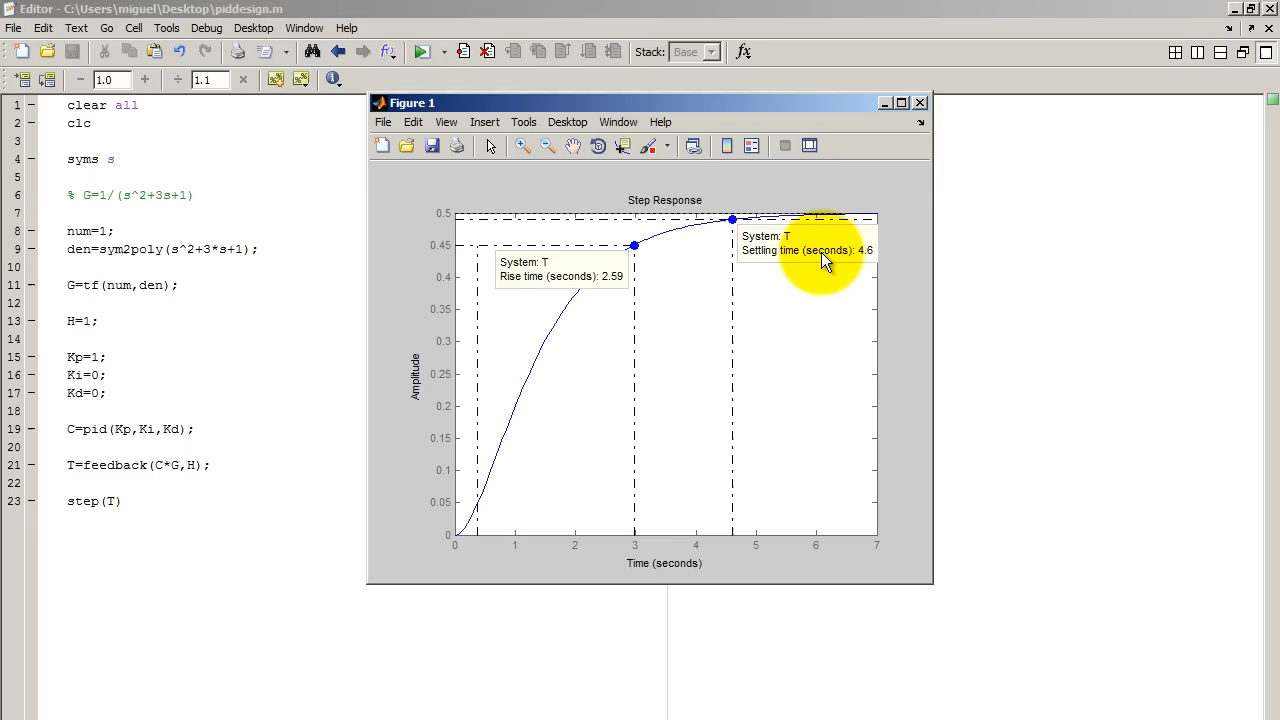 Editor - C:\Users\miguel\Desktop\piddesign.m
File Edit Text Go Cell Tools Debug Desktop Window Help
Stack: Base fx
1.0 1.1
1 clear all
2 clc
3
4 syms s
5
6 % G=1/(s^2+3s+1)
7
8 num=1;
9 den=sym2poly(s^2+3*s+1);
10
11 G=tf(num,den);
12
13 H=1;
14
15 Kp=1;
16 Ki=0;
17 Kd=0;
18
19 C=pid(Kp,Ki,Kd);
20
21 T=feedback(C*G,H);
22
23 step(T)
Figure 1
File Edit View Insert Tools Desktop Window Help
Step Response
0.5
0.45
0.4
0.35
0.3
0.25
0.2
0.15
0.1
0.05
0
Amplitude
System: T
Settling time (seconds): 4.6
System: T
Rise time (seconds): 2.59
0 1 2 3 4 5 6 7
Time (seconds)